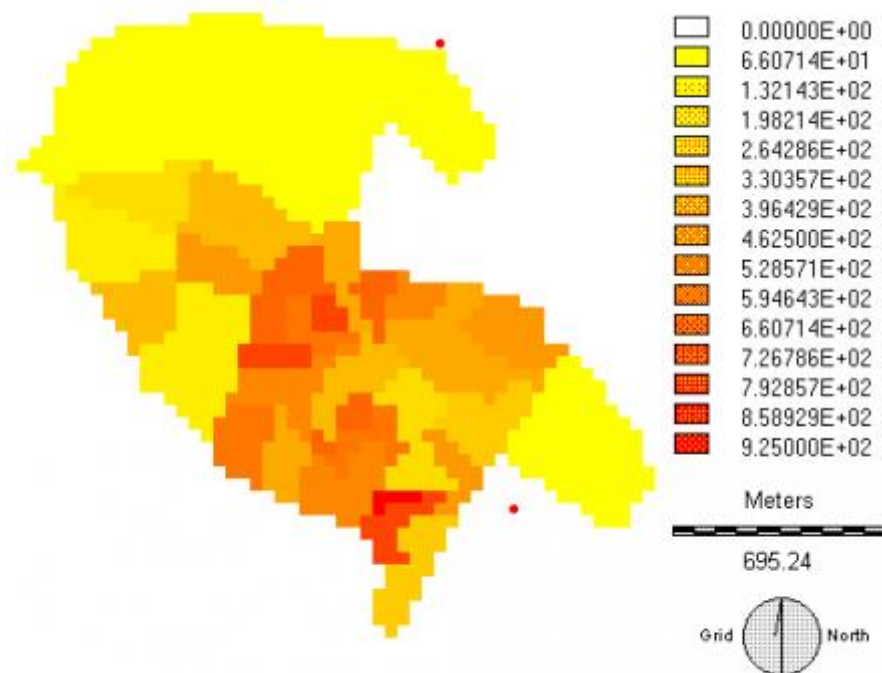 0.00000E+00
6.60714E+01
1.32143E+02
1.98214E+02
2.64286E+02
3.30357E+02
3.96429E+02
4.62500E+02
5.28571E+02
5.94643E+02
6.60714E+02
7.26786E+02
7.92857E+02
8.58929E+02
9.25000E+02
Meters
695.24
Grid North